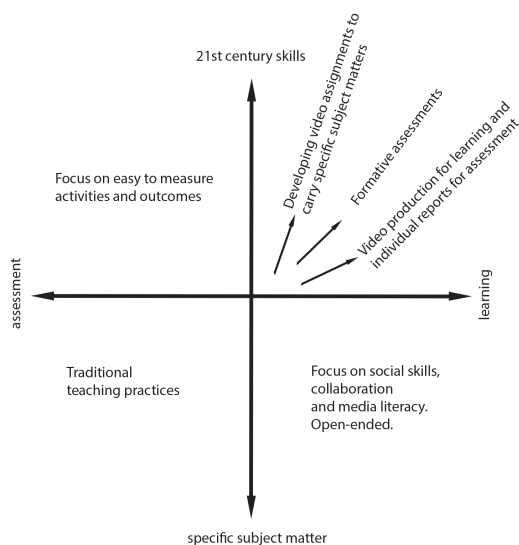 21st century skills
Developing video assignments to
carry specific subject matters
Formative assessments
Video production for learning and
individual reports for assessment
Focus on easy to measure
activities and outcomes
assessment
learning
Traditional
teaching practices
Focus on social skills,
collaboration
and media literacy.
Open-ended.
specific subject matter